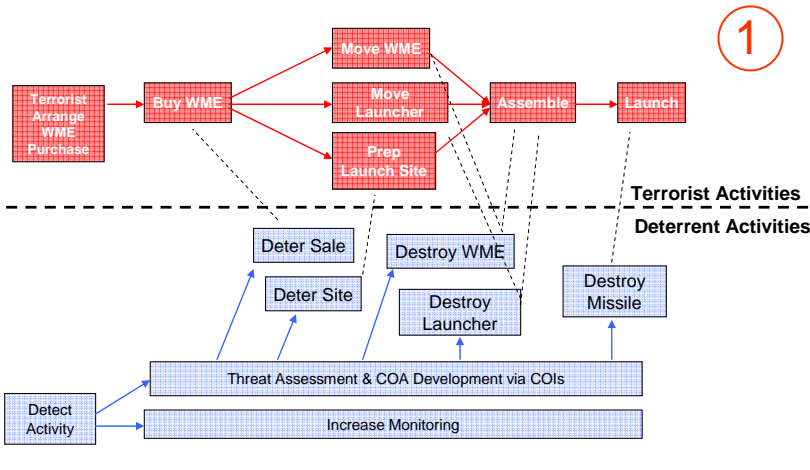 1
Move WME
Terrorist
Arrange
WME
Purchase
Buy WME
Move
Launcher
Assemble
Launch
Prep
Launch Site
Terrorist Activities
Deterrent Activities
Deter Sale
Destroy WME
Deter Site
Destroy
Launcher
Destroy
Missile
Threat Assessment & COA Development via COIs
Detect
Activity
Increase Monitoring